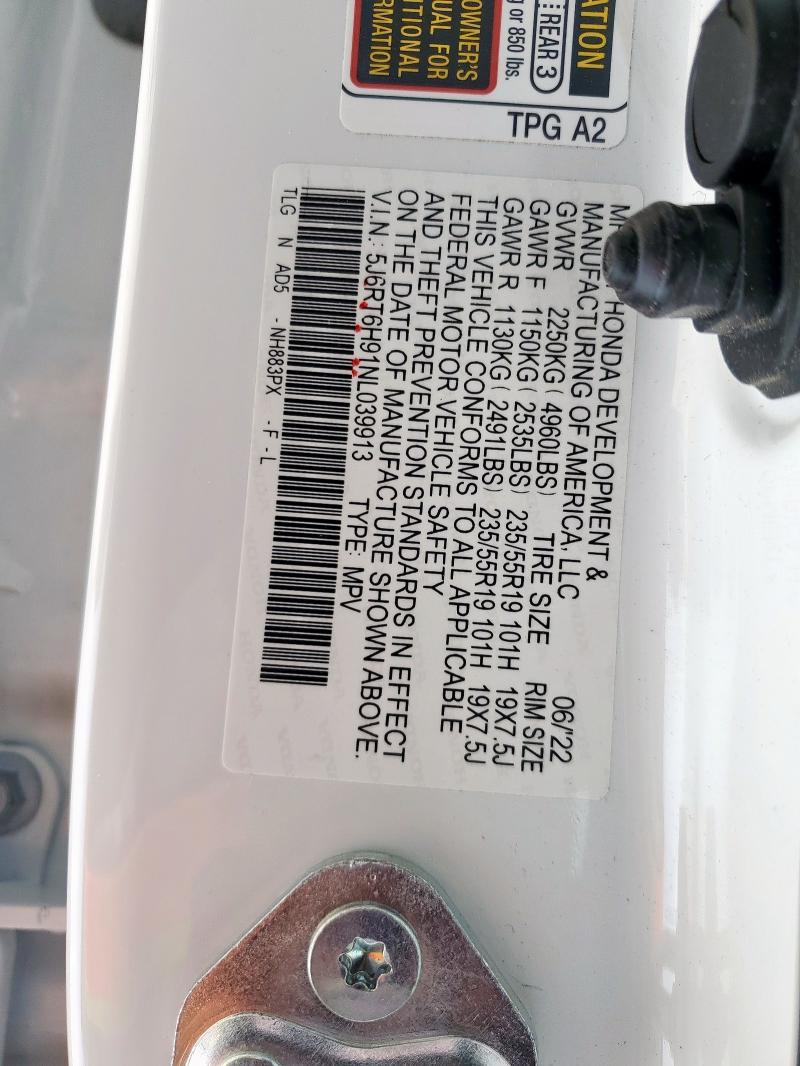 ATION
REAR 3
g or 850 lbs.
OWNER'S
UAL FOR
ITIONAL
RMATION
TPG A2
HONDA DEVELOPMENT &
MANUFACTURING OF AMERICA, LLC
06/'22
GVWR 2250KG ( 4960LBS) TIRE SIZE RIM SIZE
GAWR F 1150KG ( 2535LBS) 235/55R19 101H 19X7.5J
GAWR R 1130KG ( 2491LBS) 235/55R19 101H 19X7.5J
THIS VEHICLE CONFORMS TO ALL APPLICABLE
FEDERAL MOTOR VEHICLE SAFETY
AND THEFT PREVENTION STANDARDS IN EFFECT
ON THE DATE OF MANUFACTURE SHOWN ABOVE.
V.I.N.: 5J6RT6H91NL039913 TYPE: MPV
TLG N AD5 -NH883PX -F-L